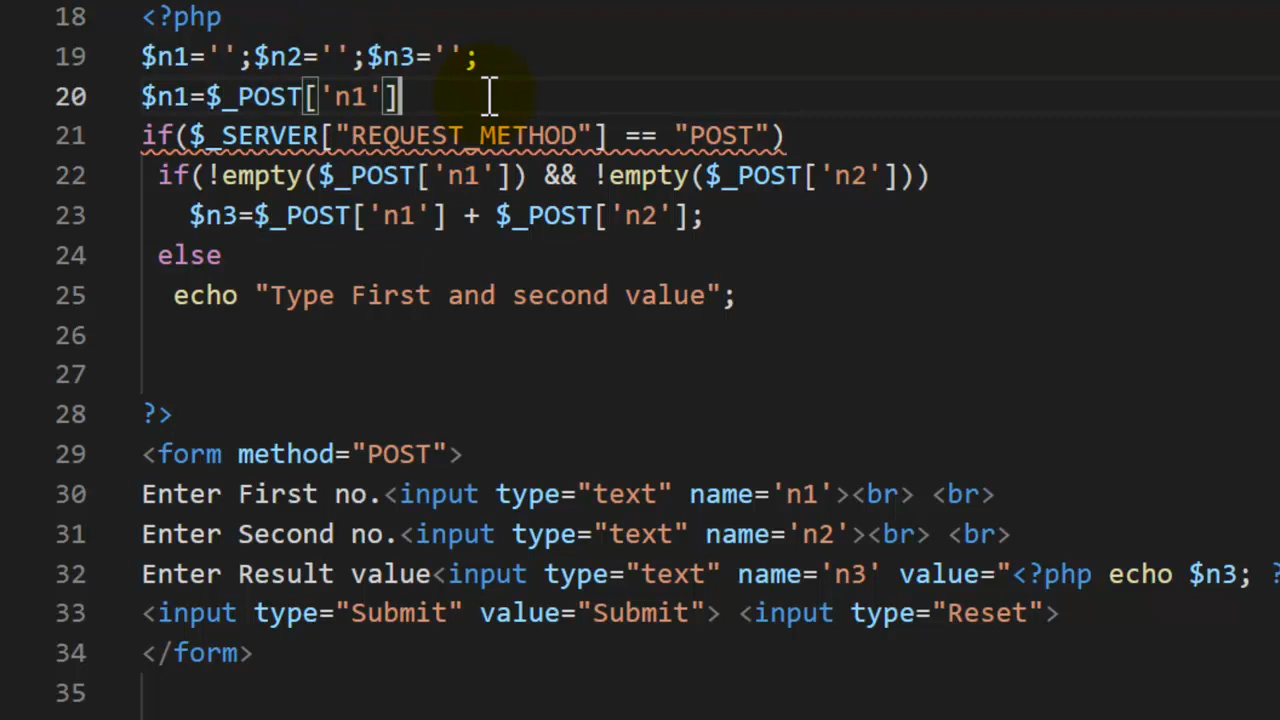 18 <?php
19 $n1='';$n2='';$n3='';
20 $n1=$_POST['n1']
21 if($_SERVER["REQUEST_METHOD"] == "POST")
22 if(!empty($_POST['n1']) && !empty($_POST['n2']))
23 $n3=$_POST['n1'] + $_POST['n2'];
24 else
25 echo "Type First and second value";
26
27
28 ?>
29 <form method="POST">
30 Enter First no.<input type="text" name='n1'><br> <br>
31 Enter Second no.<input type="text" name='n2'><br> <br>
32 Enter Result value<input type="text" name='n3' value="<?php echo $n3; ?
33 <input type="Submit" value="Submit"> <input type="Reset">
34 </form>
35